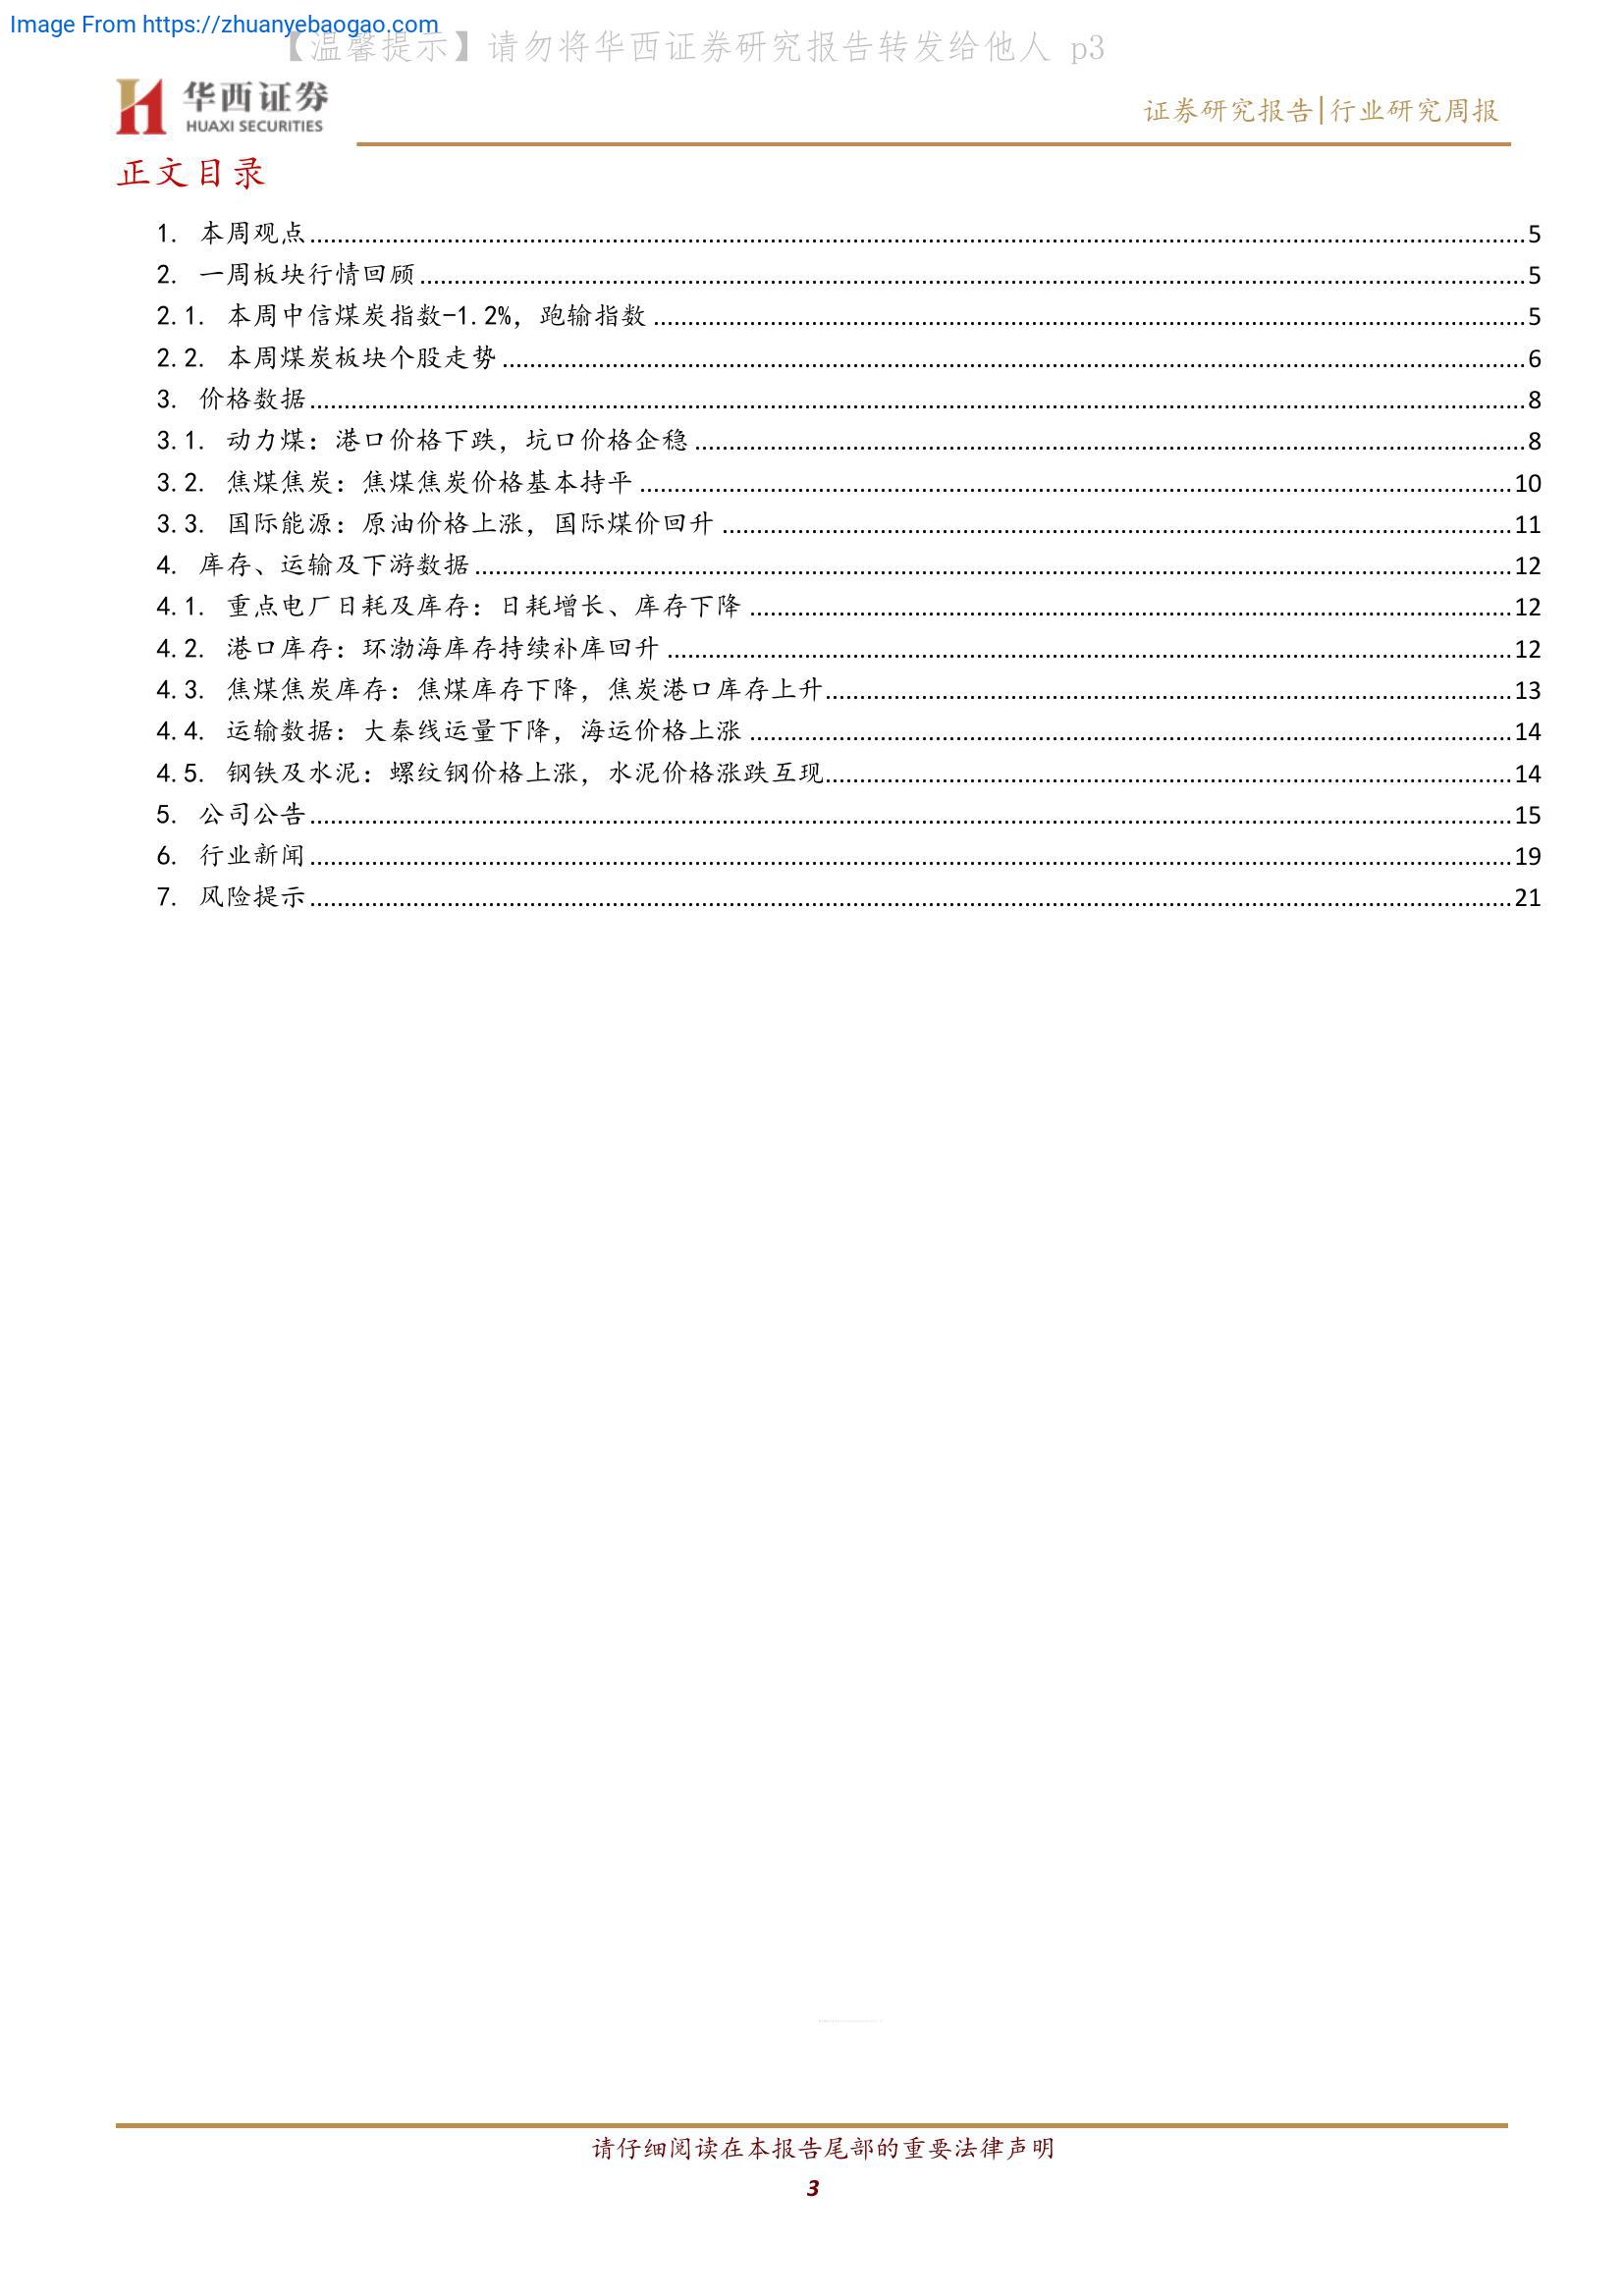 Image From https://zhuanyebaogao.com
【温馨提示】请勿将华西证券研究报告转发给他人 p3
华西证券
HUAXI SECURITIES
证券研究报告|行业研究周报
正文目录
1. 本周观点 5
2. 一周板块行情回顾 5
2.1. 本周中信煤炭指数-1.2%，跑输指数 5
2.2. 本周煤炭板块个股走势 6
3. 价格数据 8
3.1. 动力煤：港口价格下跌，坑口价格企稳 8
3.2. 焦煤焦炭：焦煤焦炭价格基本持平 10
3.3. 国际能源：原油价格上涨，国际煤价回升 11
4. 库存、运输及下游数据 12
4.1. 重点电厂日耗及库存：日耗增长、库存下降 12
4.2. 港口库存：环渤海库存持续补库回升 12
4.3. 焦煤焦炭库存：焦煤库存下降，焦炭港口库存上升 13
4.4. 运输数据：大秦线运量下降，海运价格上涨 14
4.5. 钢铁及水泥：螺纹钢价格上涨，水泥价格涨跌互现 14
5. 公司公告 15
6. 行业新闻 19
7. 风险提示 21
请仔细阅读在本报告尾部的重要法律声明
3